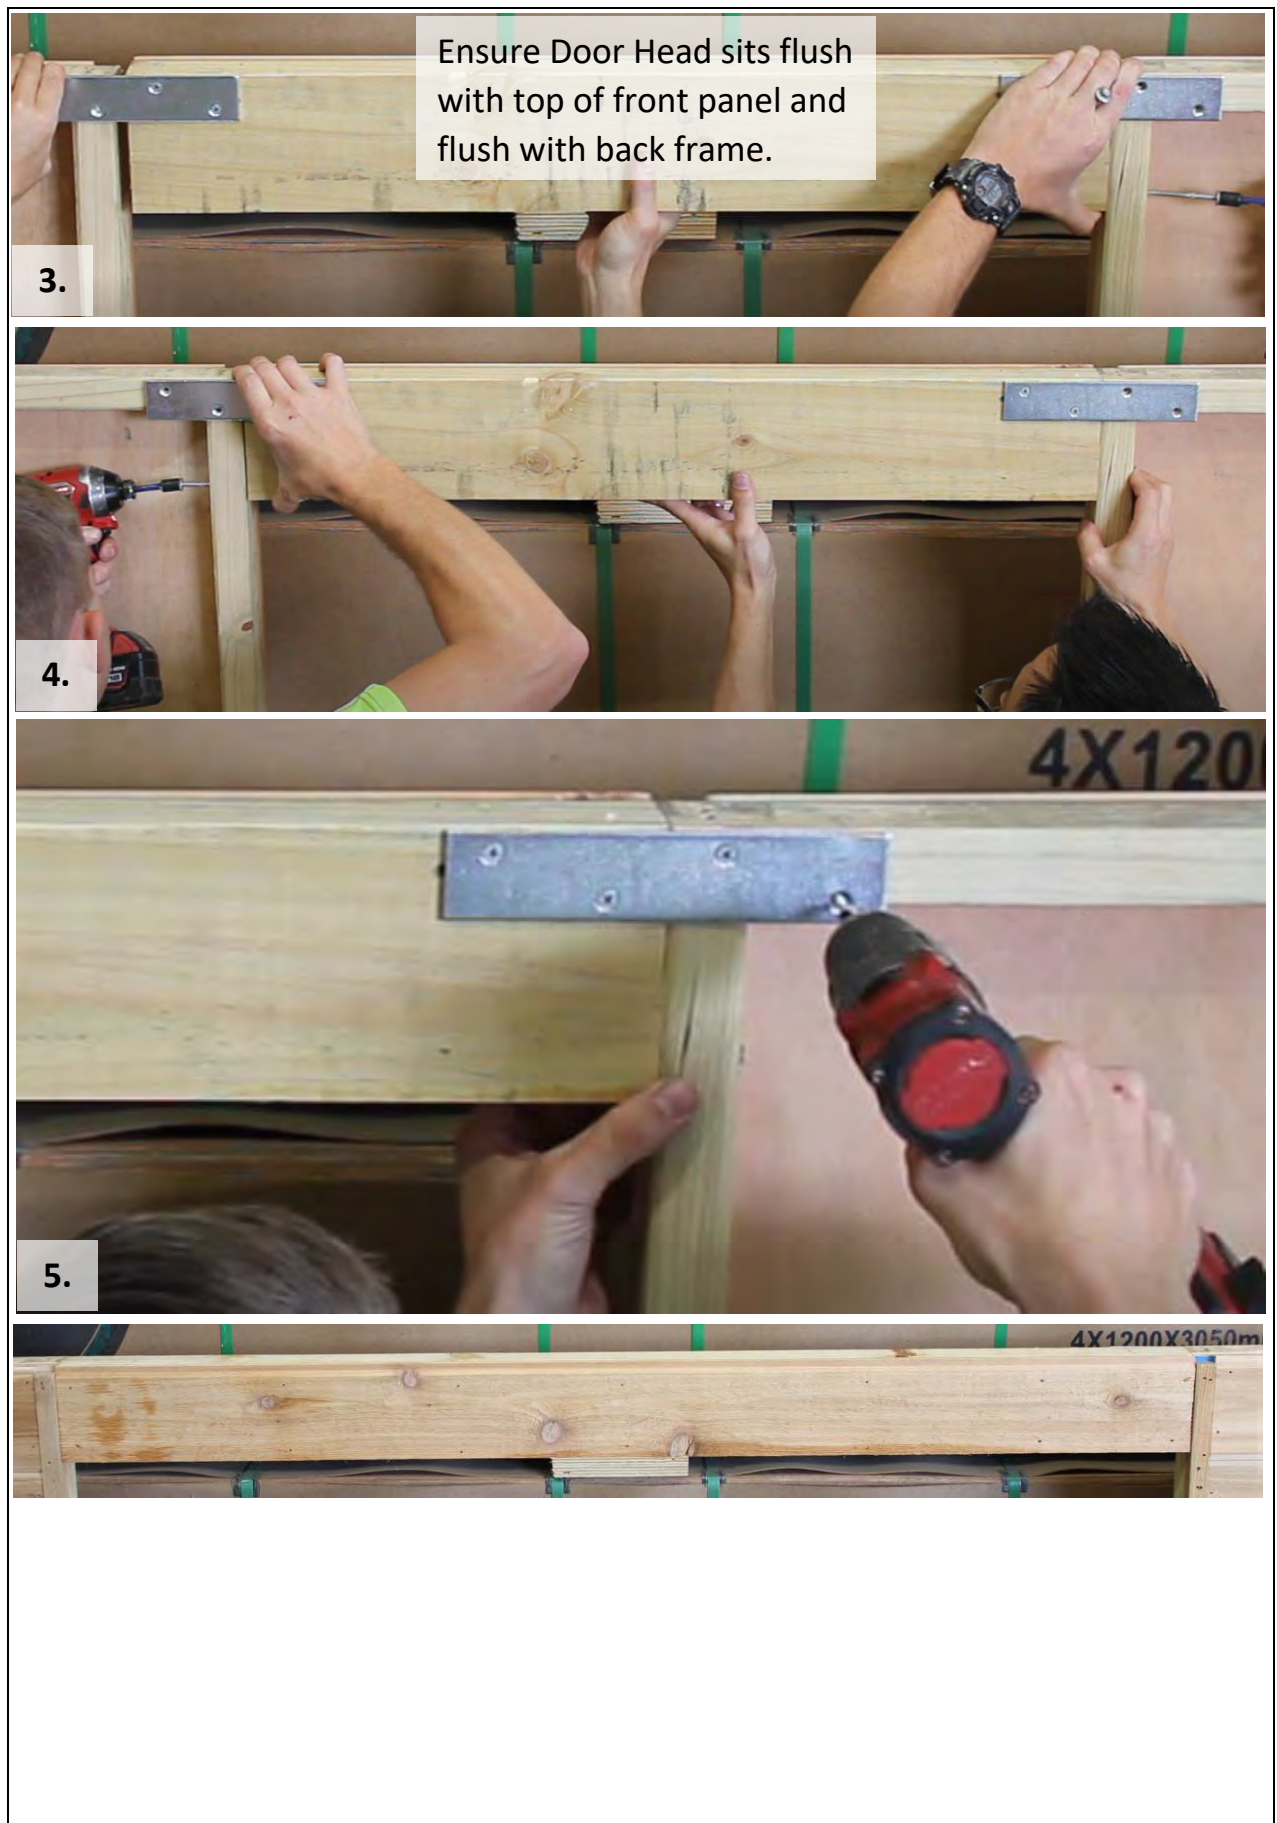 Ensure Door Head sits flush
with top of front panel and
flush with back frame.
3.
4.
4X120
5.
4X1200X3050m